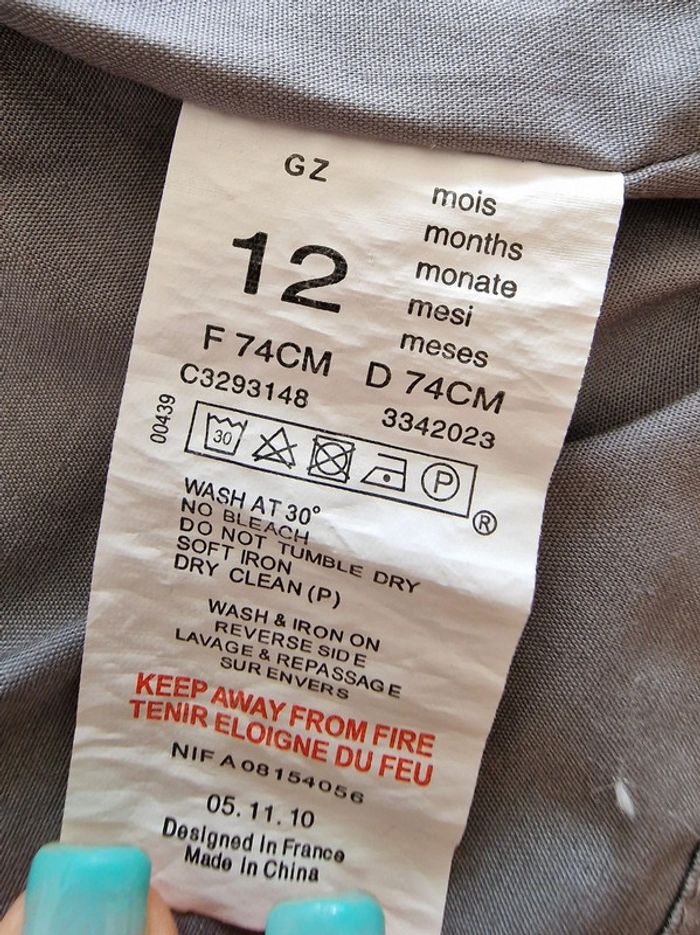 GZ
12
mois
months
monate
mesi
meses
F 74CM D 74CM
C3293148 3342023
00439
30 P
®
WASH AT 30°
NO BLEACH
DO NOT TUMBLE DRY
SOFT IRON
DRY CLEAN (P)
WASH & IRON ON
REVERSE SIDE
LAVAGE & REPASSAGE
SUR ENVERS
KEEP AWAY FROM FIRE
TENIR ELOIGNE DU FEU
NIF A08154056
05.11.10
Designed in France
Made in China